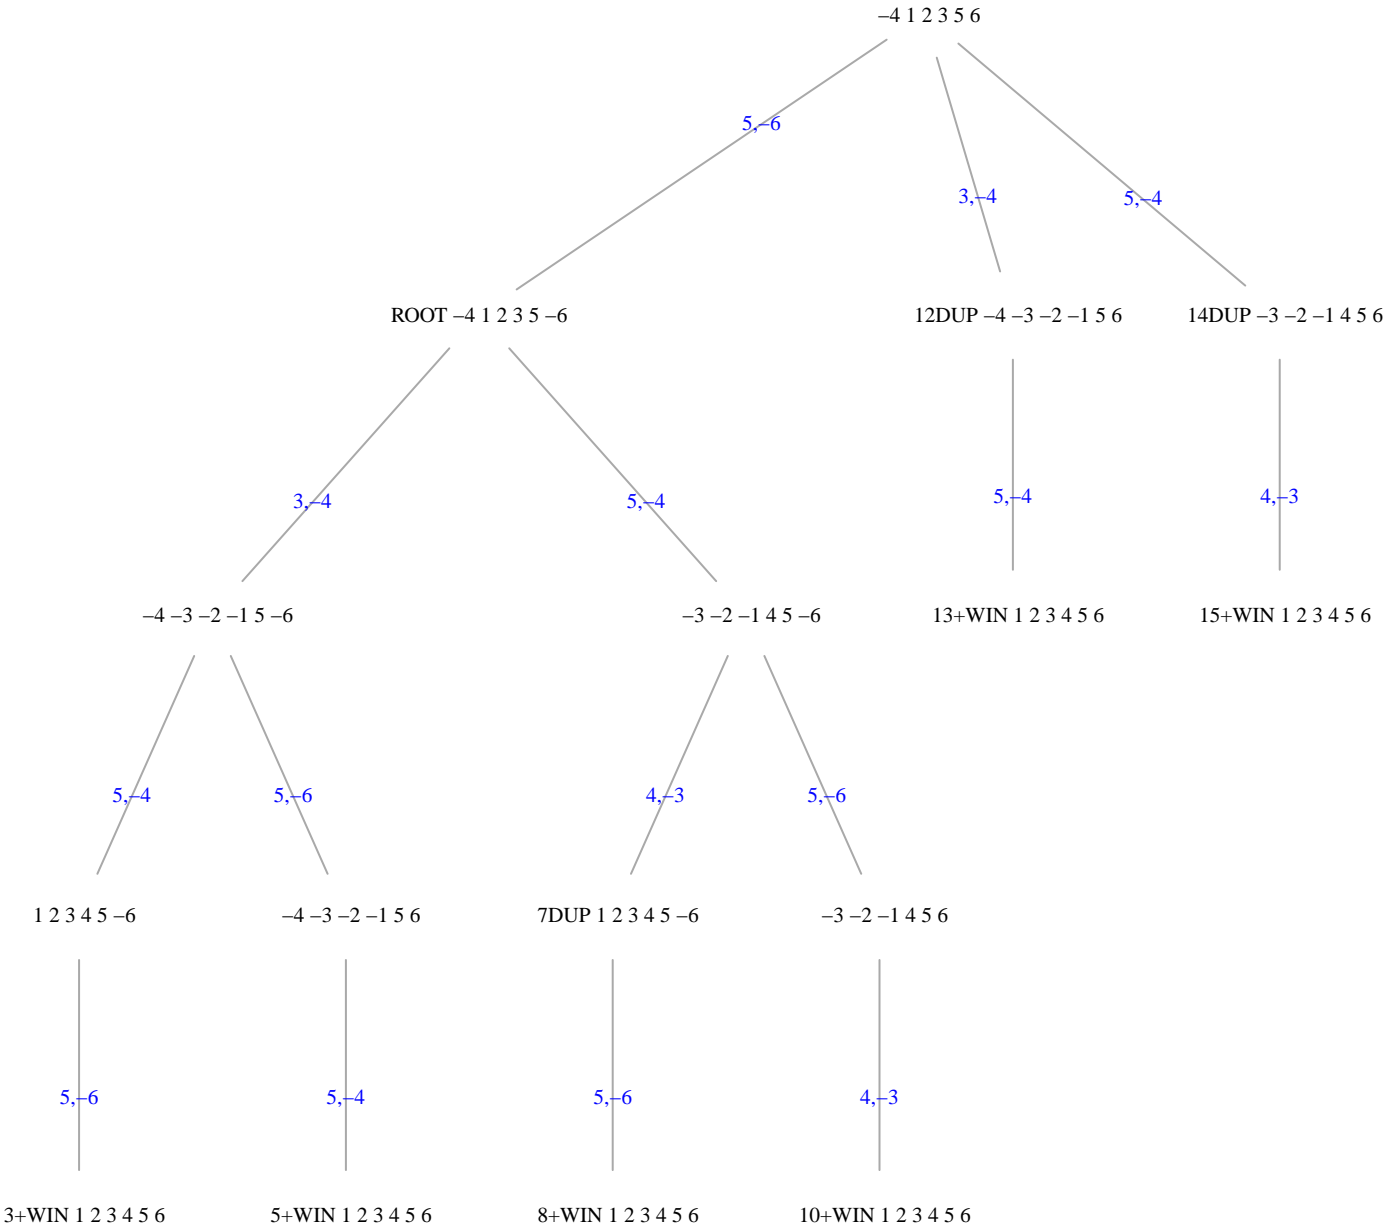 –4 1 2 3 5 6
5,–6
3,–4
5,–4
ROOT –4 1 2 3 5 –6
12DUP –4 –3 –2 –1 5 6
14DUP –3 –2 –1 4 5 6
3,–4
5,–4
5,–4
4,–3
–4 –3 –2 –1 5 –6
–3 –2 –1 4 5 –6
13+WIN 1 2 3 4 5 6
15+WIN 1 2 3 4 5 6
5,–4
5,–6
4,–3
5,–6
1 2 3 4 5 –6
–4 –3 –2 –1 5 6
7DUP 1 2 3 4 5 –6
–3 –2 –1 4 5 6
5,–6
5,–4
5,–6
4,–3
3+WIN 1 2 3 4 5 6
5+WIN 1 2 3 4 5 6
8+WIN 1 2 3 4 5 6
10+WIN 1 2 3 4 5 6